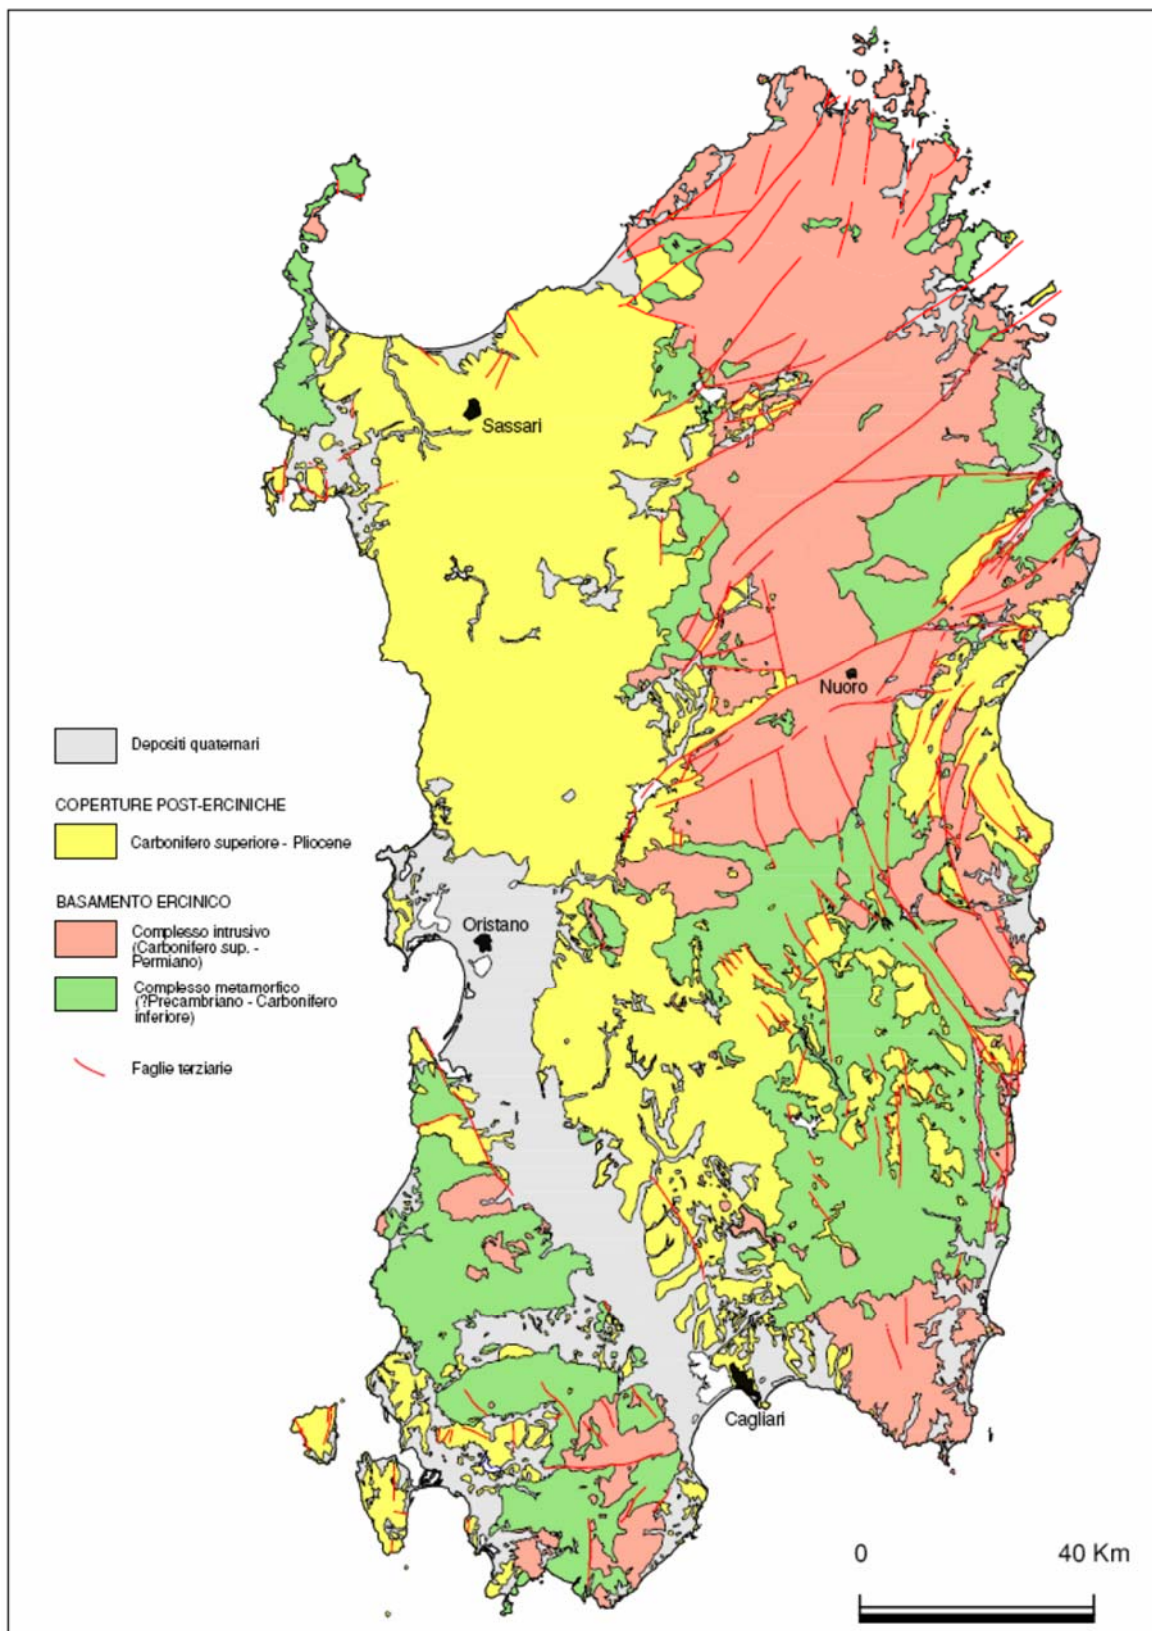 Sassari
Nuoro
Depositi quaternari
COPERTURE POST-ERCINICHE
Carbonifero superiore - Pliocene
BASAMENTO ERCINICO
Complesso intrusivo
(Carbonifero sup. -
Permiano)
Oristano
Complesso metamorfico
(?Precambriano - Carbonifero
inferiore)
Faglie terziarie
Cagliari
0 40 Km